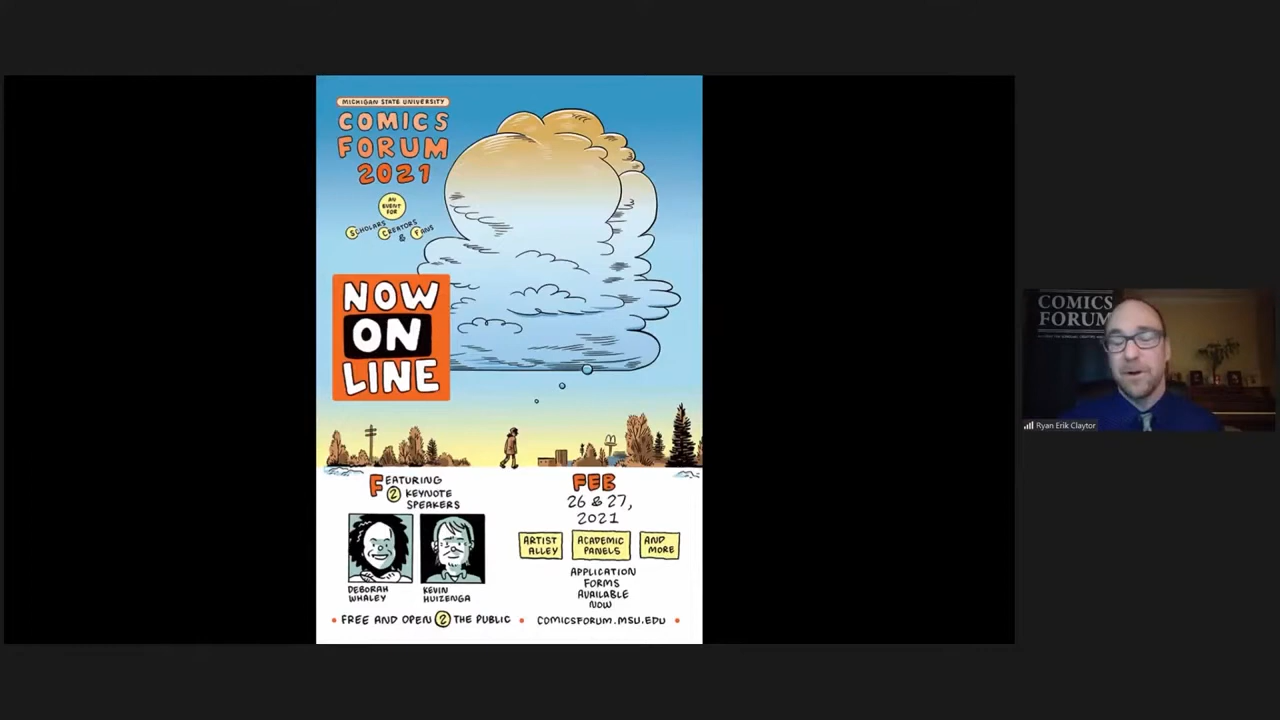 MICHIGAN STATE UNIVERSITY
COMICS
FORUM
2021
AN
EVENT
FOR
SCHOLARS
CREATORS
& FANS
NOW
ON
LINE
FEATURING
2 KEYNOTE
SPEAKERS
DEBORAH
WHALEY
KEVIN
HUIZENGA
FEB
26 & 27,
2021
ARTIST
ALLEY
ACADEMIC
PANELS
AND
MORE
APPLICATION
FORMS
AVAILABLE
NOW
• FREE AND OPEN 2 THE PUBLIC • COMICSFORUM.MSU.EDU •
COMICS
FORUM
Ryan Erik Claytor